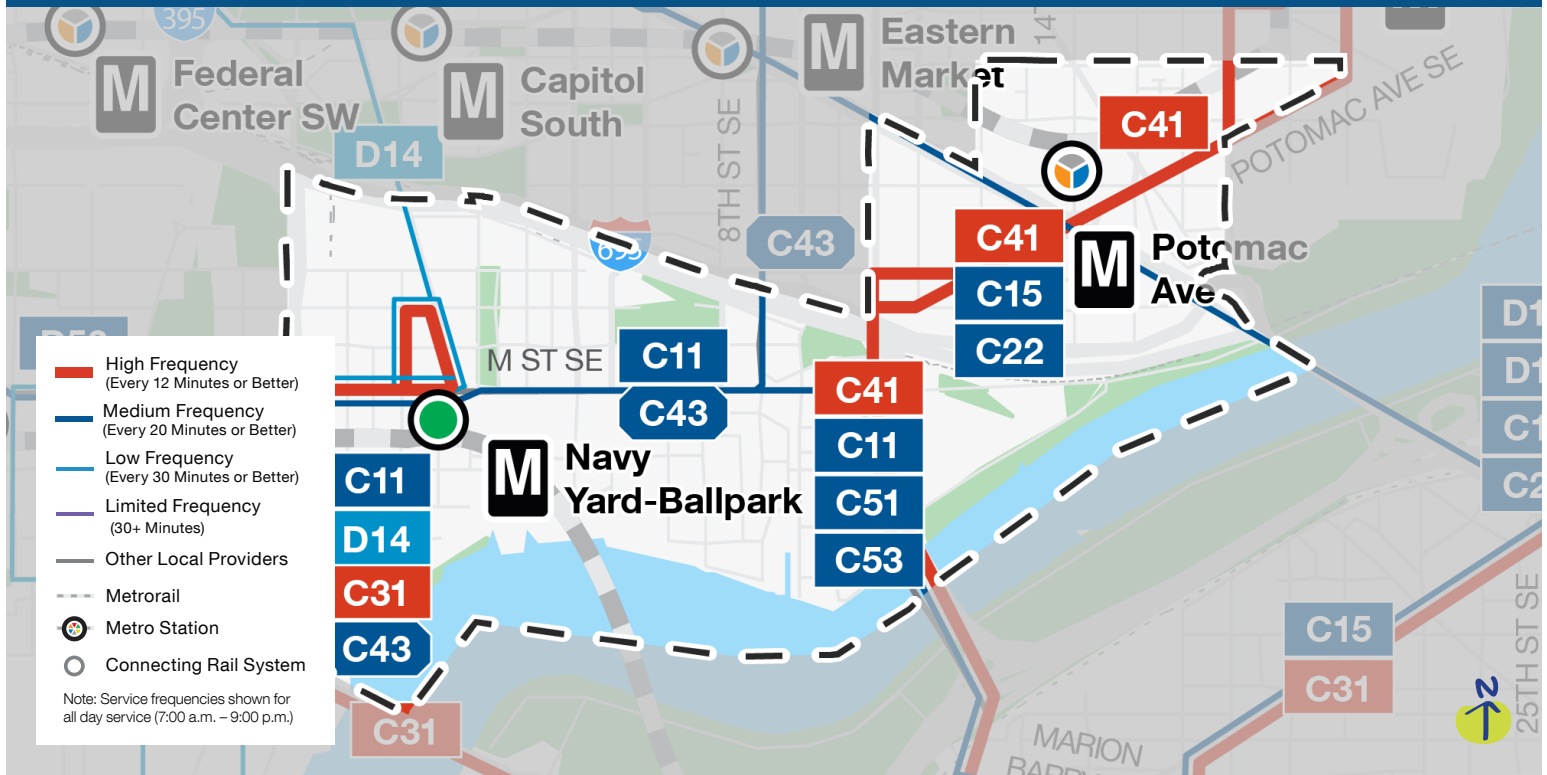 395
M
Federal
Center SW
M
Capitol
South
M
Eastern
Market
14
D14
8TH ST SE
C43
695
C41
POTOMAC AVE SE
C41
C15
C22
M
Potomac
Ave
M ST SE
C11
C43
C41
C11
C51
C53
M
Navy
Yard-Ballpark
C11
D14
C31
C43
C31
High Frequency
(Every 12 Minutes or Better)
Medium Frequency
(Every 20 Minutes or Better)
Low Frequency
(Every 30 Minutes or Better)
Limited Frequency
(30+ Minutes)
Other Local Providers
Metrorail
Metro Station
Connecting Rail System
Note: Service frequencies shown for
all day service (7:00 a.m. – 9:00 p.m.)
C15
C31
25TH ST SE
MARION
N